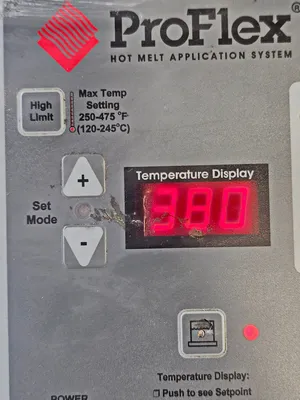 ProFlex®
HOT MELT APPLICATION SYSTEM
High
Limit
Max Temp
Setting
250-475 °F
(120-245°C)
+
Set
Mode
-
Temperature Display
380
Temperature Display:
Push to see Setpoint
POWER